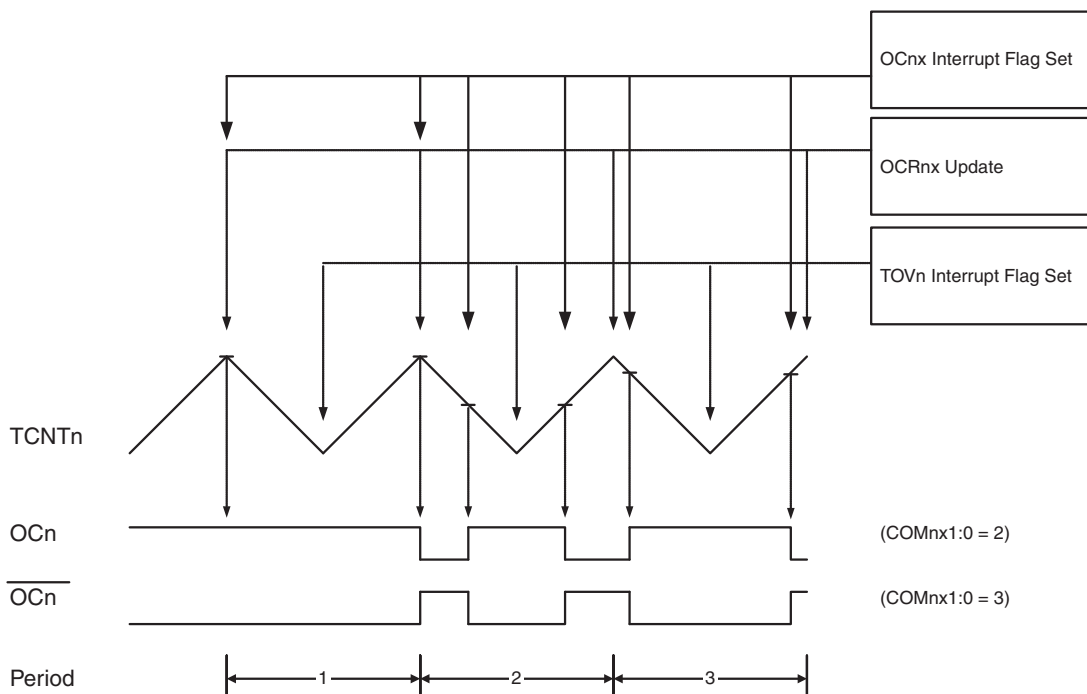 OCnx Interrupt Flag Set
OCRnx Update
TOVn Interrupt Flag Set
TCNTn
OCn
(COMnx1:0 = 2)
OCn
(COMnx1:0 = 3)
Period
1
2
3